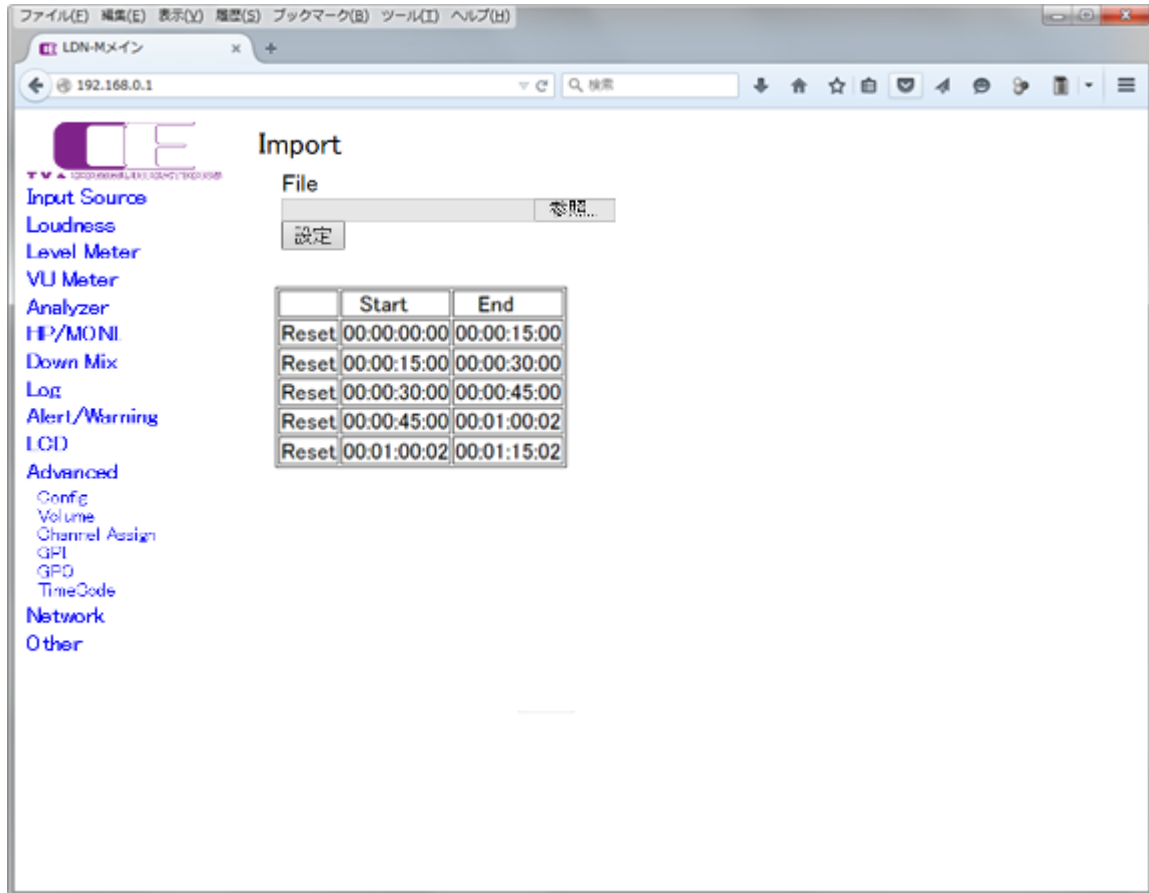 ファイル(F) 編集(E) 表示(V) 履歴(S) ブックマーク(B) ツール(T) ヘルプ(H)
LDN-Mメイン
192.168.0.1
検索
Import
File
参照...
設定
Input Source
Loudness
Level Meter
VU Meter
Analyzer
HP/MONI.
Down Mix
Log
Alert/Warning
LCD
Advanced
Config
Volume
Channel Assign
GPI
GPO
TimeCode
Network
Other
Start End
Reset 00:00:00:00 00:00:15:00
Reset 00:00:15:00 00:00:30:00
Reset 00:00:30:00 00:00:45:00
Reset 00:00:45:00 00:01:00:02
Reset 00:01:00:02 00:01:15:02